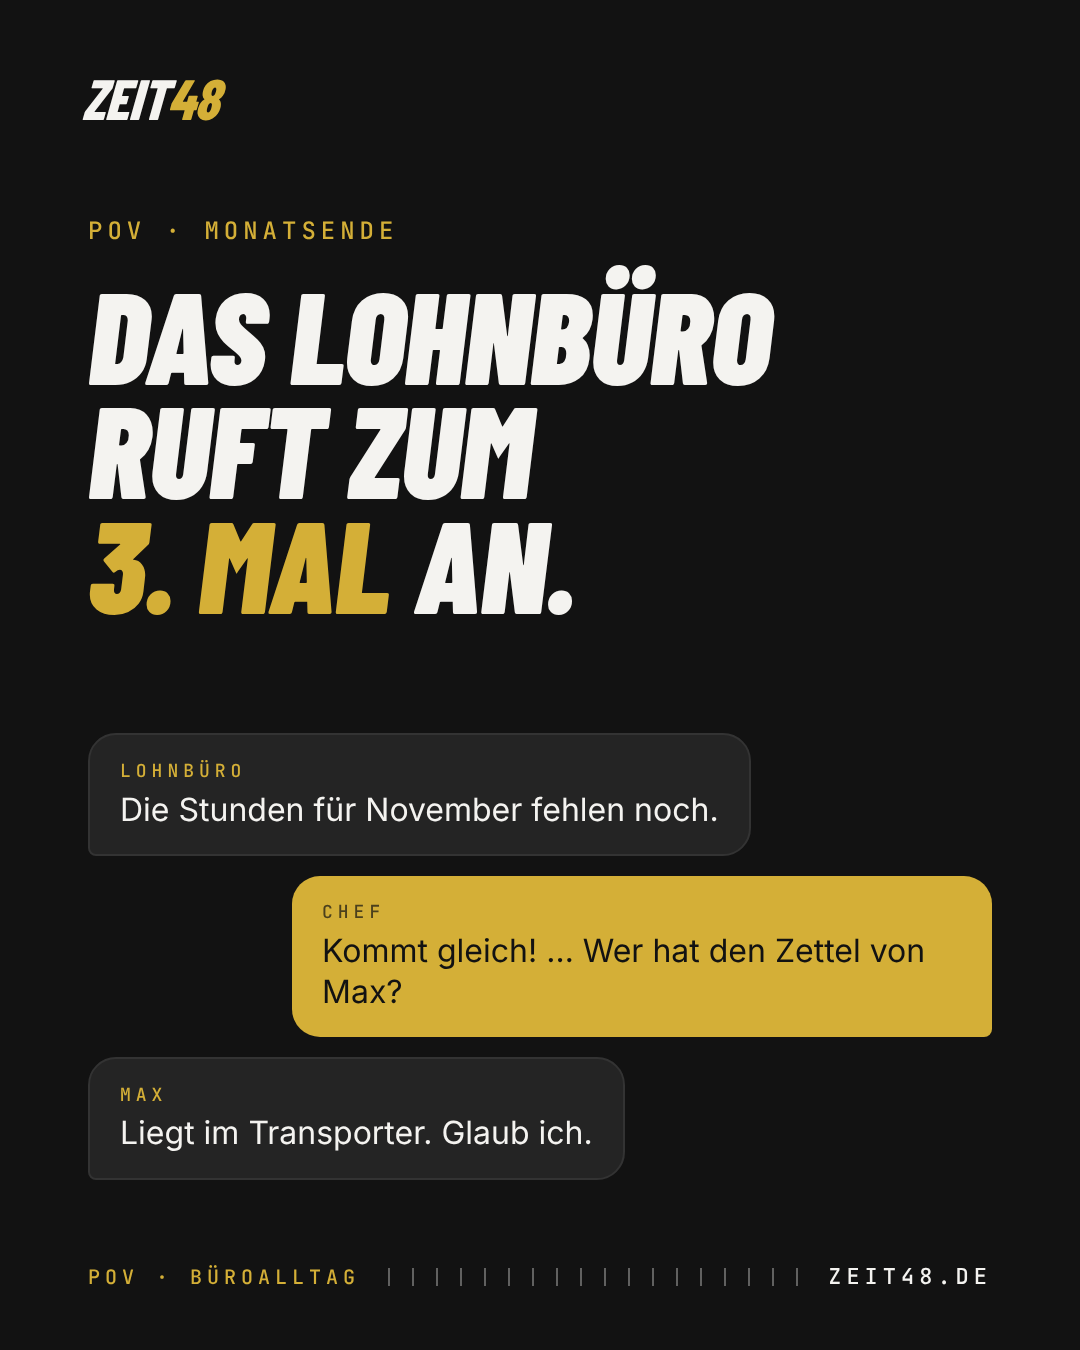 ZEIT48
POV · MONATSENDE
DAS LOHNBÜRO
RUFT ZUM
3. MAL AN.
LOHNBÜRO
Die Stunden für November fehlen noch.
CHEF
Kommt gleich! … Wer hat den Zettel von
Max?
MAX
Liegt im Transporter. Glaub ich.
POV · BÜROALLTAG
ZEIT48.DE